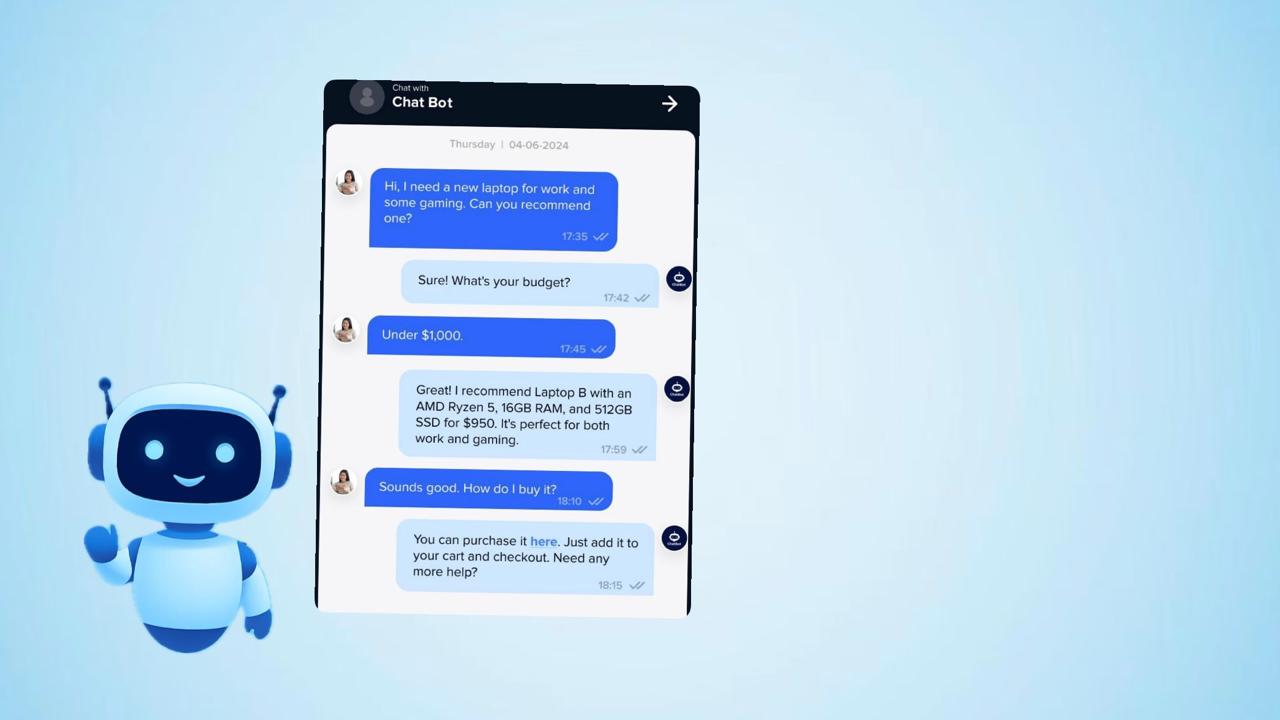 Chat with
Chat Bot
Thursday | 04-06-2024
Hi, I need a new laptop for work and
some gaming. Can you recommend
one?
17:35
Sure! What's your budget?
17:42
Under $1,000.
17:45
Great! I recommend Laptop B with an
AMD Ryzen 5, 16GB RAM, and 512GB
SSD for $950. It's perfect for both
work and gaming.
17:59
Sounds good. How do I buy it?
18:10
You can purchase it here. Just add it to
your cart and checkout. Need any
more help?
18:15